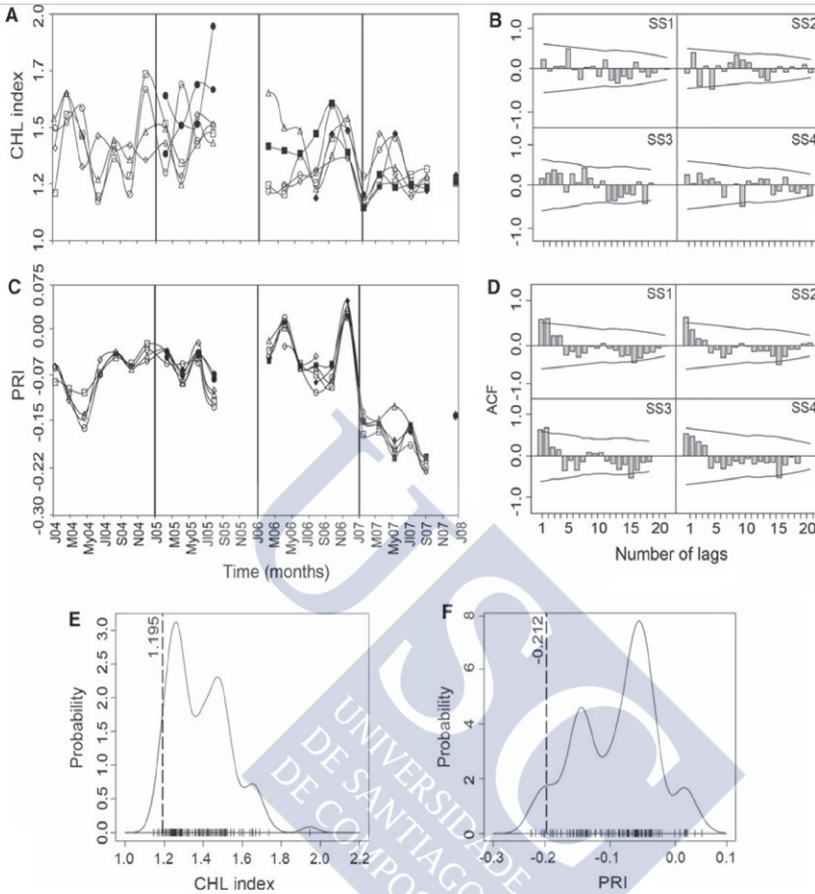 A
CHL index
2.0
1.7
1.5
1.2
1.0
B
SS1
SS2
SS3
SS4
1.0
0.0
-1.0
1.0
0.0
-1.0
C
PRI
0.075
0.00
-0.07
-0.15
-0.22
-0.30
J04
M04
My04
Jl04
S04
N04
J05
M05
My05
Jl05
S05
N05
J06
M06
My06
Jl06
S06
N06
J07
M07
My07
Jl07
S07
N07
J08
Time (months)
D
SS1
SS2
SS3
SS4
ACF
1.0
0.0
-1.0
1.0
0.0
-1.0
1 5 10 15 20 1 5 10 15 20
Number of lags
E
1.195
Probability
3.0
2.5
2.0
1.5
1.0
0.5
0.0
1.0 1.2 1.4 1.6 1.8 2.0 2.2
CHL index
F
-0.212
Probability
8
6
4
2
0
-0.3 -0.2 -0.1 0.0 0.1
PRI
USC
UNIVERSIDADE
DE SANTIAGO
DE COMPOS